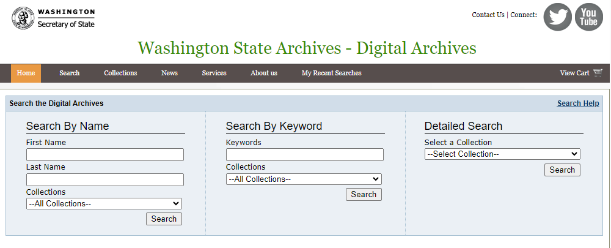 WASHINGTON
Secretary of State
Contact Us | Connect:
You
Tube
Washington State Archives - Digital Archives
Home Search Collections News Services About us My Recent Searches View Cart
Search the Digital Archives Search Help
Search By Name
First Name
Last Name
Collections
--All Collections--
Search
Search By Keyword
Keywords
Collections
--All Collections--
Search
Detailed Search
Select a Collection
--Select Collection--
Search